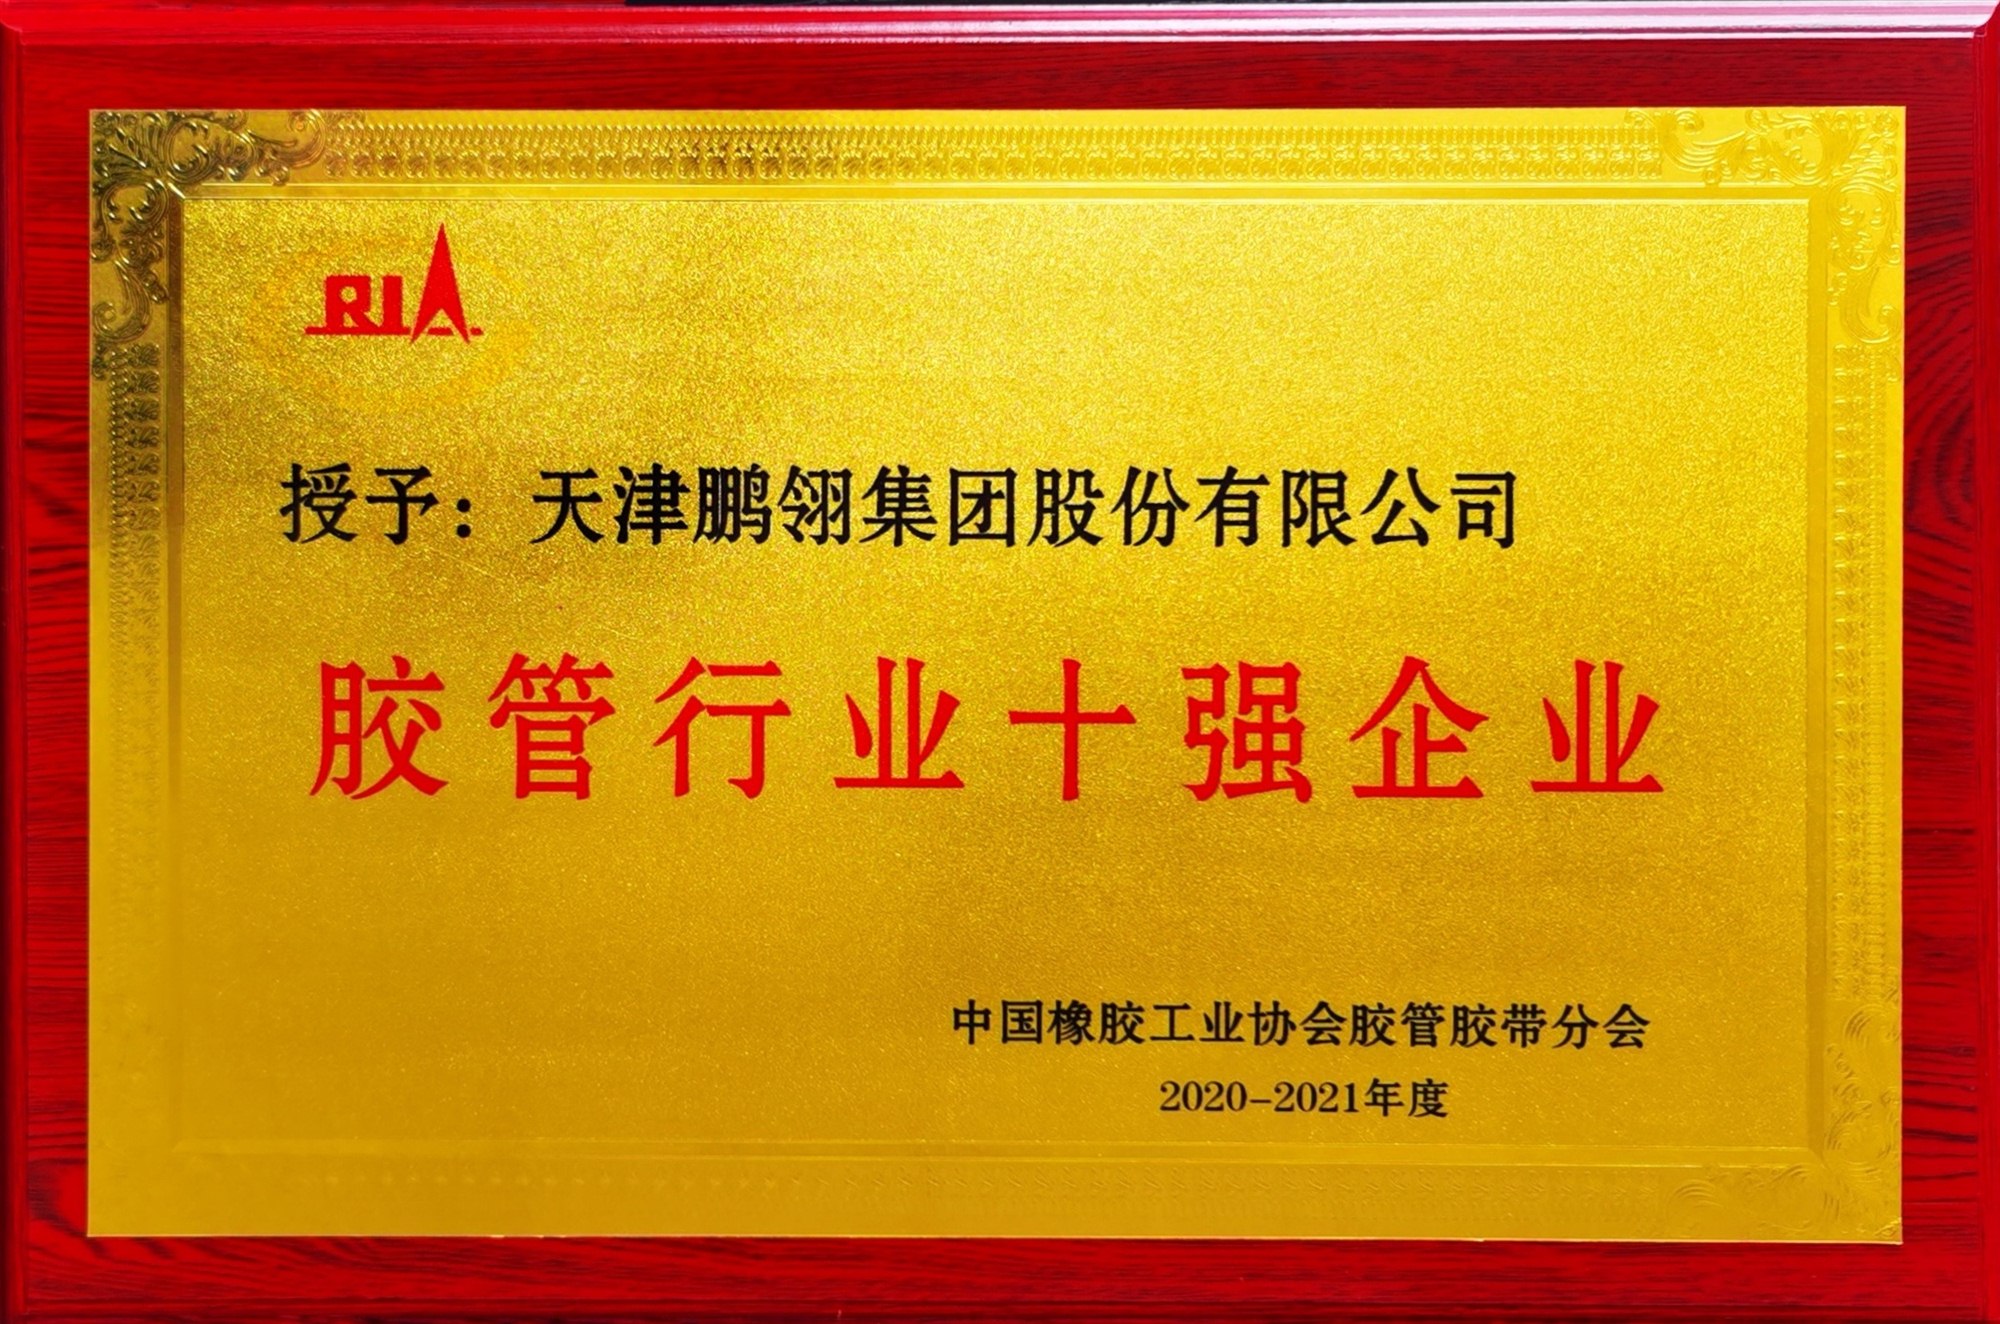 RIA
授予：天津鹏翎集团股份有限公司
胶管行业十强企业
中国橡胶工业协会胶管胶带分会
2020-2021年度